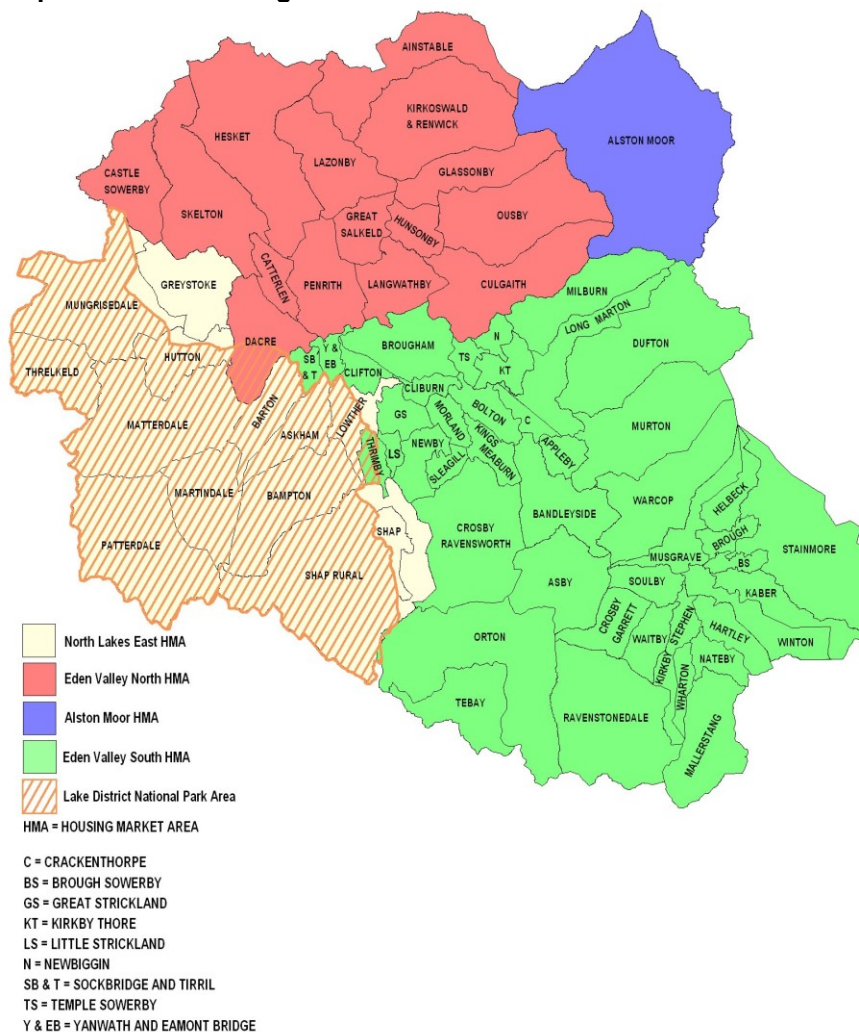 AINSTABLE
KIRKOSWALD
& RENWICK
HESKET
ALSTON MOOR
LAZONBY
GLASSONBY
CASTLE
SOWERBY
SKELTON
GREAT
SALKELD
HUNSONBY
OUSBY
CATTERLEN
PENRITH
LANGWATHBY
CULGAITH
GREYSTOKE
MILBURN
MUNGRISEDALE
LONG MARTON
DACRE
Y &
EB
BROUGHAM
N
DUFTON
HUTTON
SB
& T
CLIFTON
TS
KT
THRELKELD
CLIBURN
BARTON
LOWTHER
GS
MORLAND
BOLTON
C
MATTERDALE
ASKHAM
THRIMBY
NEWBY
KINGS
MEABURN
APPLEBY
MURTON
LS
SLEAGILL
MARTINDALE
BAMPTON
WARCOP
HELBECK
SHAP
CROSBY
RAVENSWORTH
BANDLEYSIDE
BROUGH
STAINMORE
PATTERDALE
MUSGRAVE
BS
SHAP RURAL
ASBY
SOULBY
KABER
CROSBY
GARRETT
WAITBY
KIRKBY STEPHEN
HARTLEY
WINTON
ORTON
WHARTON
NATEBY
TEBAY
RAVENSTONEDALE
MALLERSTANG
North Lakes East HMA
Eden Valley North HMA
Alston Moor HMA
Eden Valley South HMA
Lake District National Park Area
HMA = HOUSING MARKET AREA
C = CRACKENTHORPE
BS = BROUGH SOWERBY
GS = GREAT STRICKLAND
KT = KIRKBY THORE
LS = LITTLE STRICKLAND
N = NEWBIGGIN
SB & T = SOCKBRIDGE AND TIRRIL
TS = TEMPLE SOWERBY
Y & EB = YANWATH AND EAMONT BRIDGE